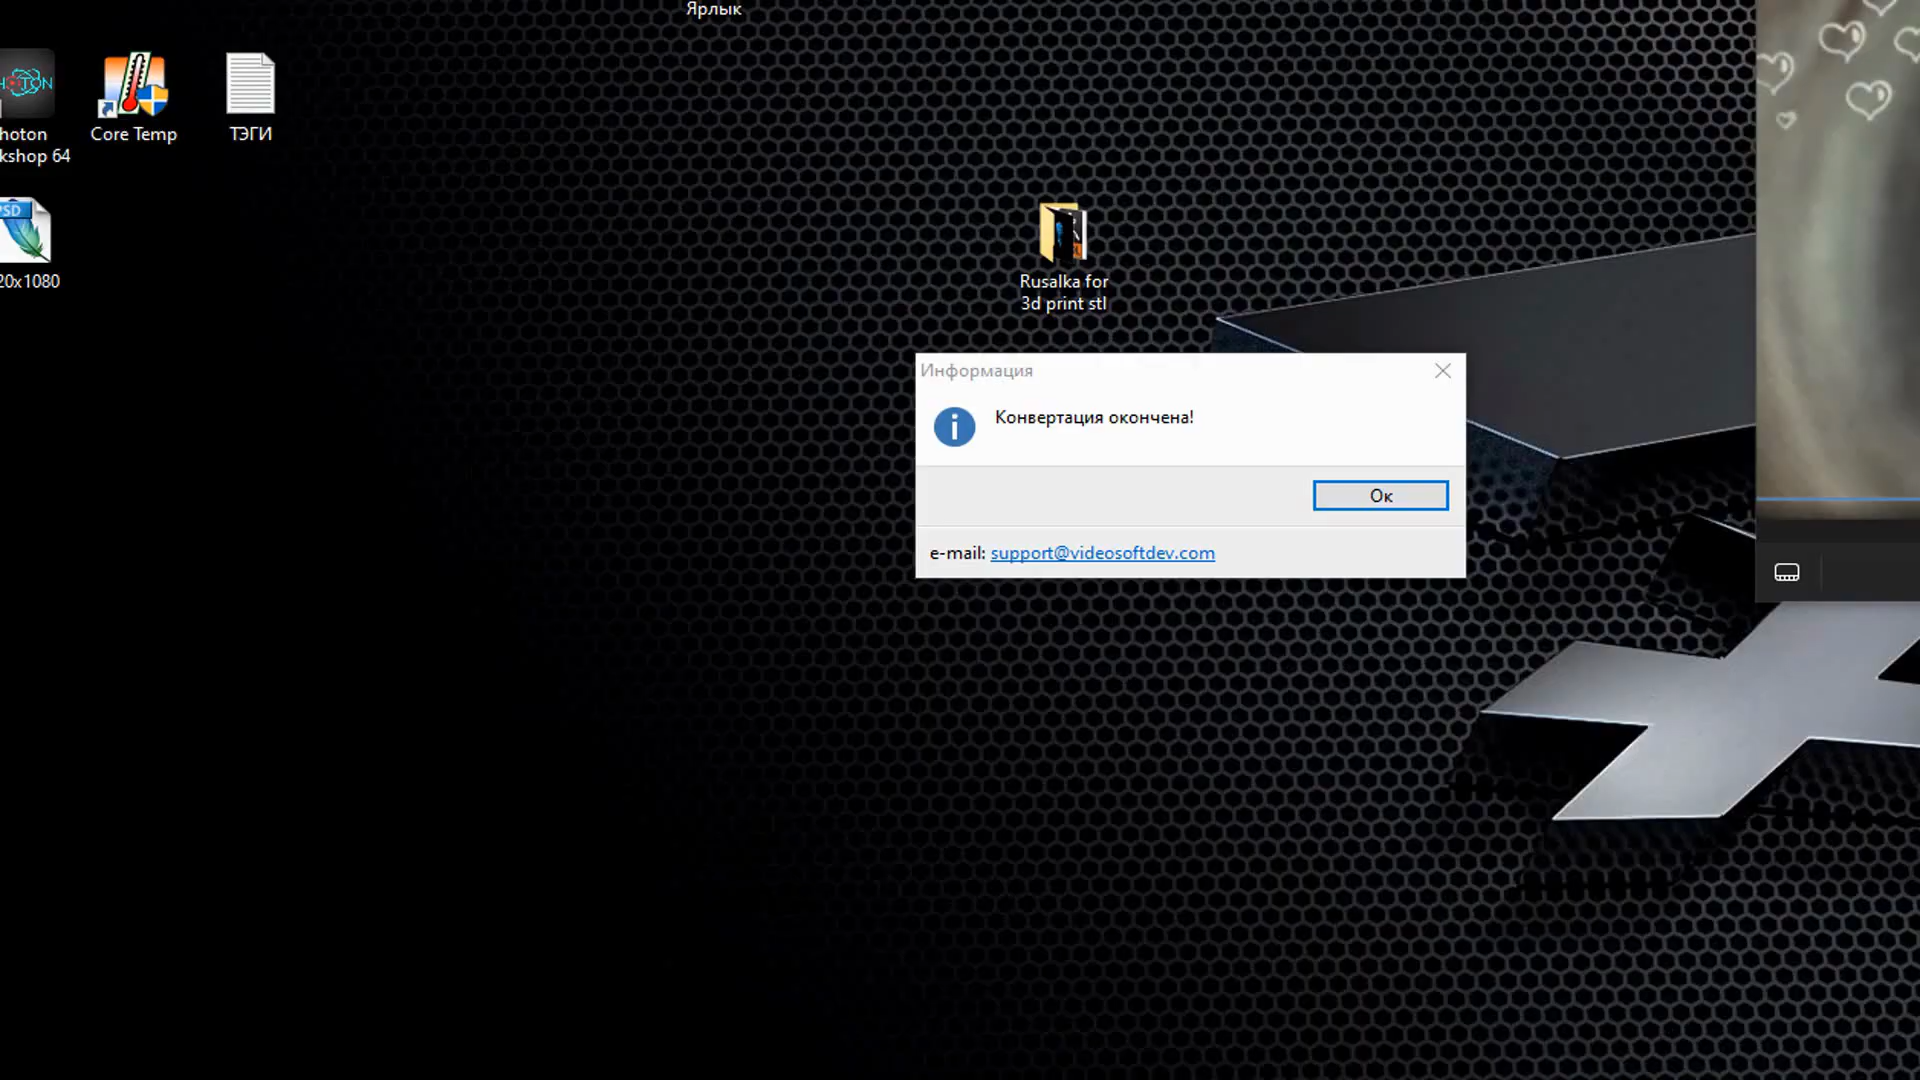 Ярлык
hoton
kshop 64
Core Temp
ТЭГИ
PSD
20x1080
Rusalka for
3d print stl
Информация
Конвертация окончена!
Ок
e-mail: support@videosoftdev.com